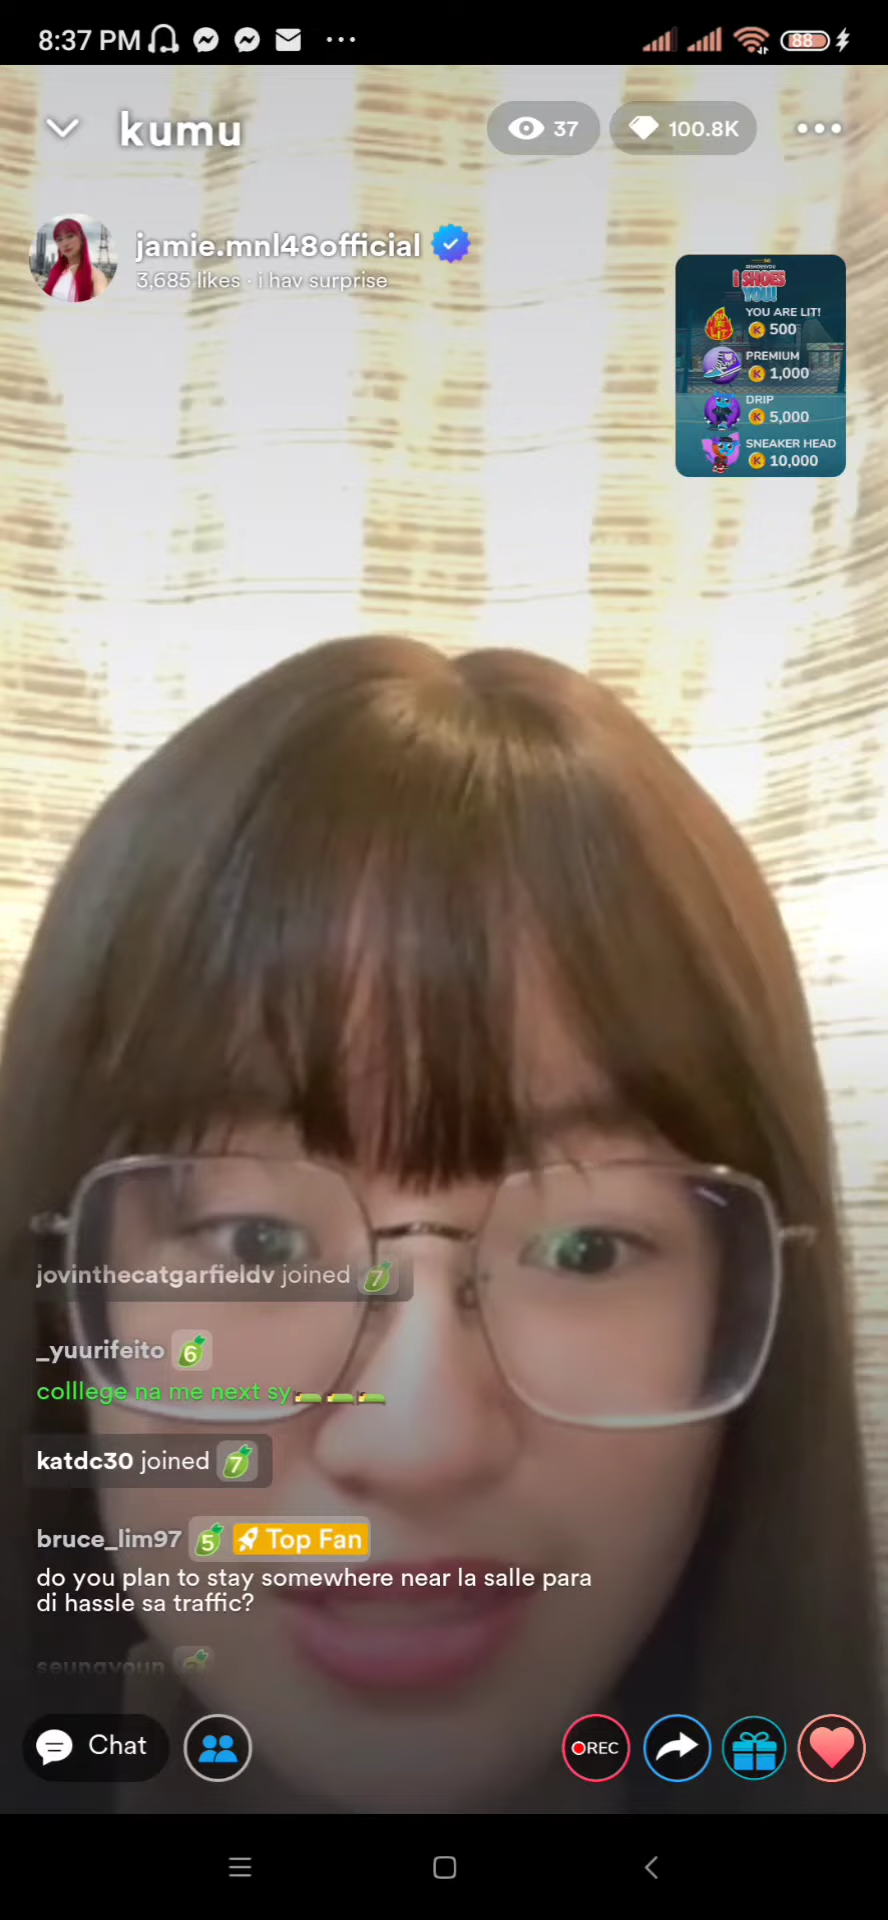 8:37 PM
88
kumu
37
100.8K
jamie.mnl48official
3,685 likes · i hav surprise
I SHOES
YOU!
YOU ARE LIT!
500
PREMIUM
1,000
DRIP
5,000
SNEAKER HEAD
10,000
jovinthecatgarfieldv joined 7
_yuurifeito 6
colllege na me next sy
katdc30 joined 7
bruce_lim97 5 Top Fan
do you plan to stay somewhere near la salle para
di hassle sa traffic?
seungyoun
Chat
REC